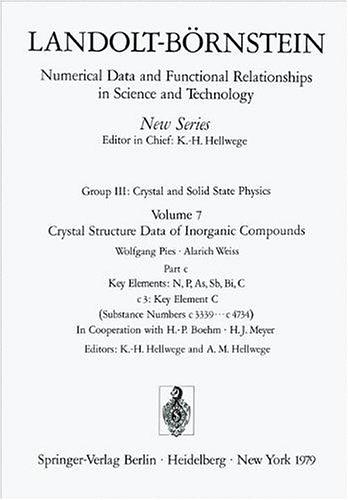 LANDOLT-BÖRNSTEIN
Numerical Data and Functional Relationships
in Science and Technology
New Series
Editor in Chief: K.-H. Hellwege
Group III: Crystal and Solid State Physics
Volume 7
Crystal Structure Data of Inorganic Compounds
Wolfgang Pies · Alarich Weiss
Part c
Key Elements: N, P, As, Sb, Bi, C
c 3: Key Element C
(Substance Numbers c 3339 ··· c 4734)
In Cooperation with H.-P. Boehm · H. J. Meyer
Editors: K.-H. Hellwege and A. M. Hellwege
Springer-Verlag Berlin · Heidelberg · New York 1979